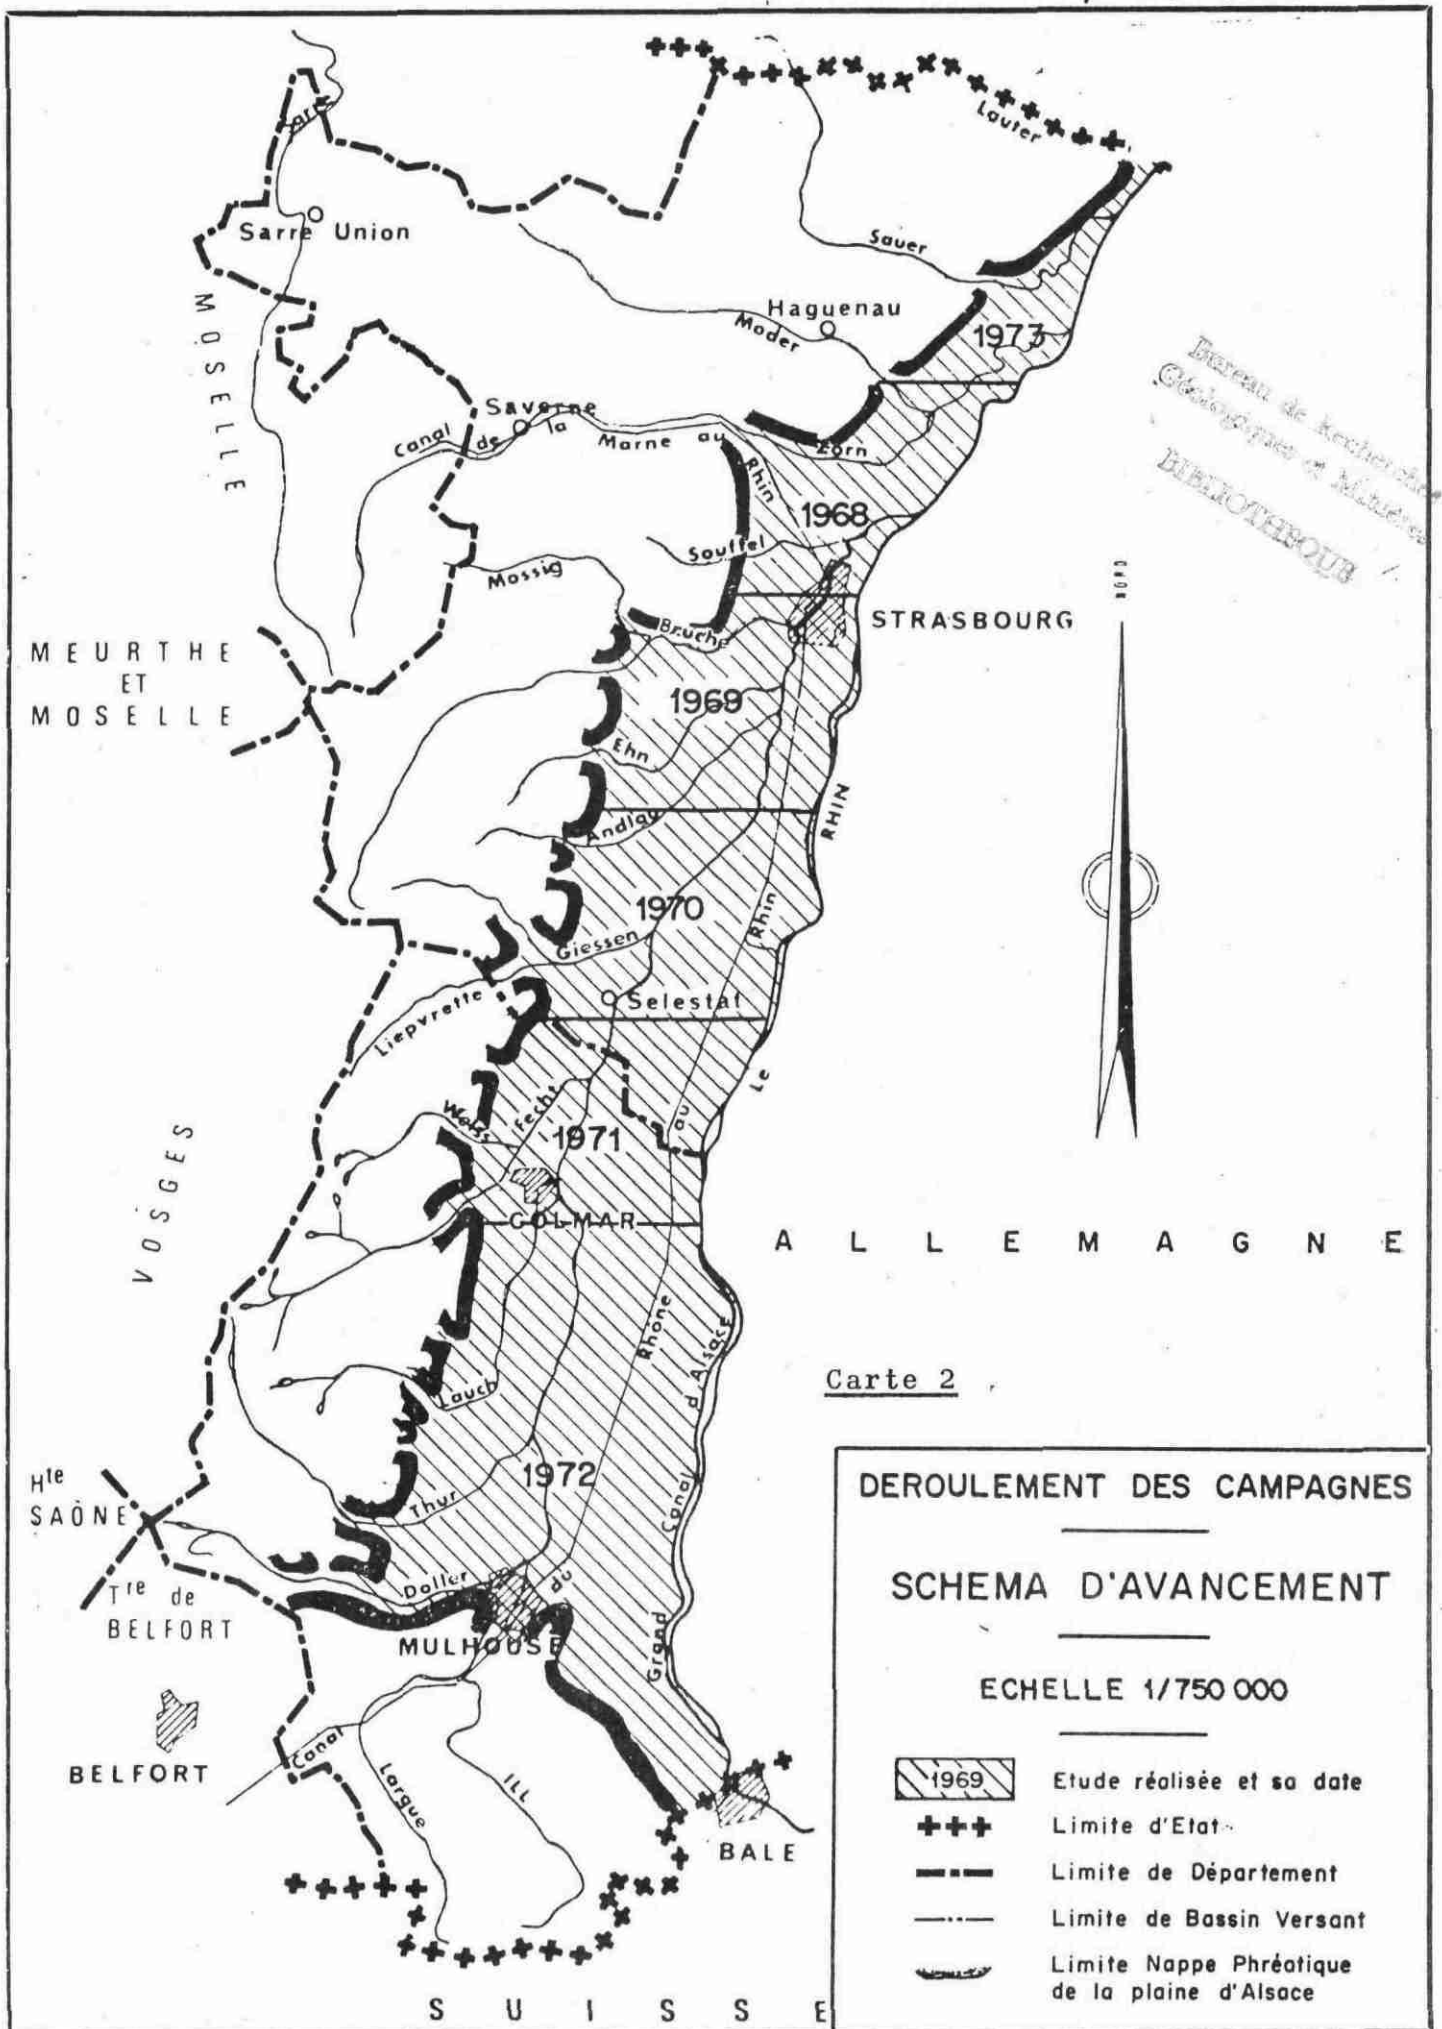 Sarre
Lauter
Sarre Union
Sauer
MOSELLE
Haguenau
Moder
1973
Bureau de Recherches
Géologiques et Minières
BIBLIOTHEQUE
Saverne
Canal de la Marne au Rhin
Zorn
1968
Souffel
Mossig
NORD
STRASBOURG
Bruche
MEURTHE
ET
MOSELLE
1969
Ehn
RHIN
Andlau
1970
Rhin
Giessen
Selestat
Liepvrette
Le
Fecht
Weiss
1971
au
VOSGES
COLMAR
ALLEMAGNE
Rhône
d'Alsace
Carte 2
Lauch
1972
Hte
SAÔNE
Thur
Canal
DEROULEMENT DES CAMPAGNES
SCHEMA D'AVANCEMENT
Doller
du
Tre de
BELFORT
MULHOUSE
Grand
ECHELLE 1/750 000
Canal
BELFORT
Largue
ILL
1969 Etude réalisée et sa date
Limite d'Etat
BALE
Limite de Département
Limite de Bassin Versant
Limite Nappe Phréatique
de la plaine d'Alsace
SUISSE